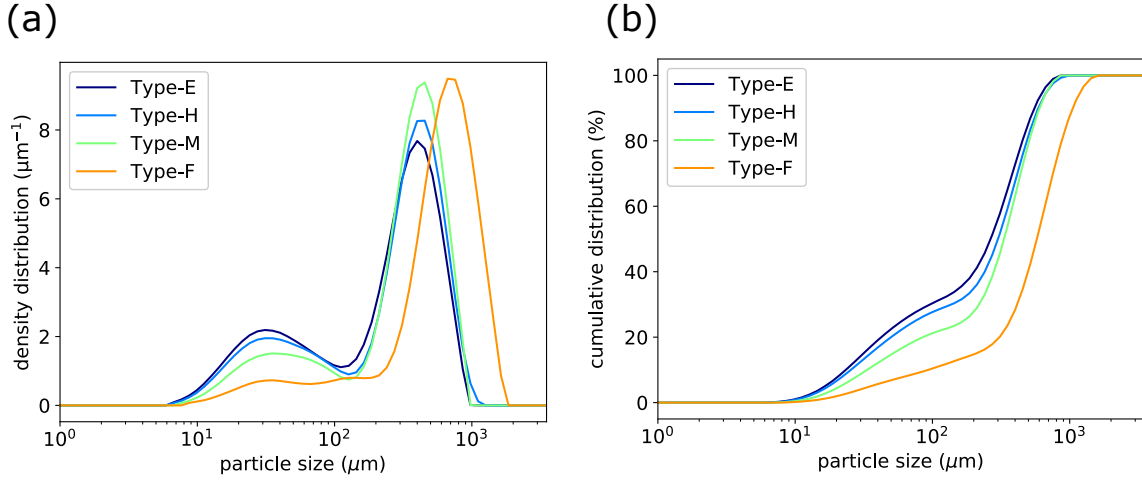 (a)
(b)
density distribution (μm⁻¹)
8
6
4
2
0
Type-E
Type-H
Type-M
Type-F
10⁰
10¹
10²
10³
particle size (μm)
cumulative distribution (%)
100
80
60
40
20
0
Type-E
Type-H
Type-M
Type-F
10⁰
10¹
10²
10³
particle size (μm)